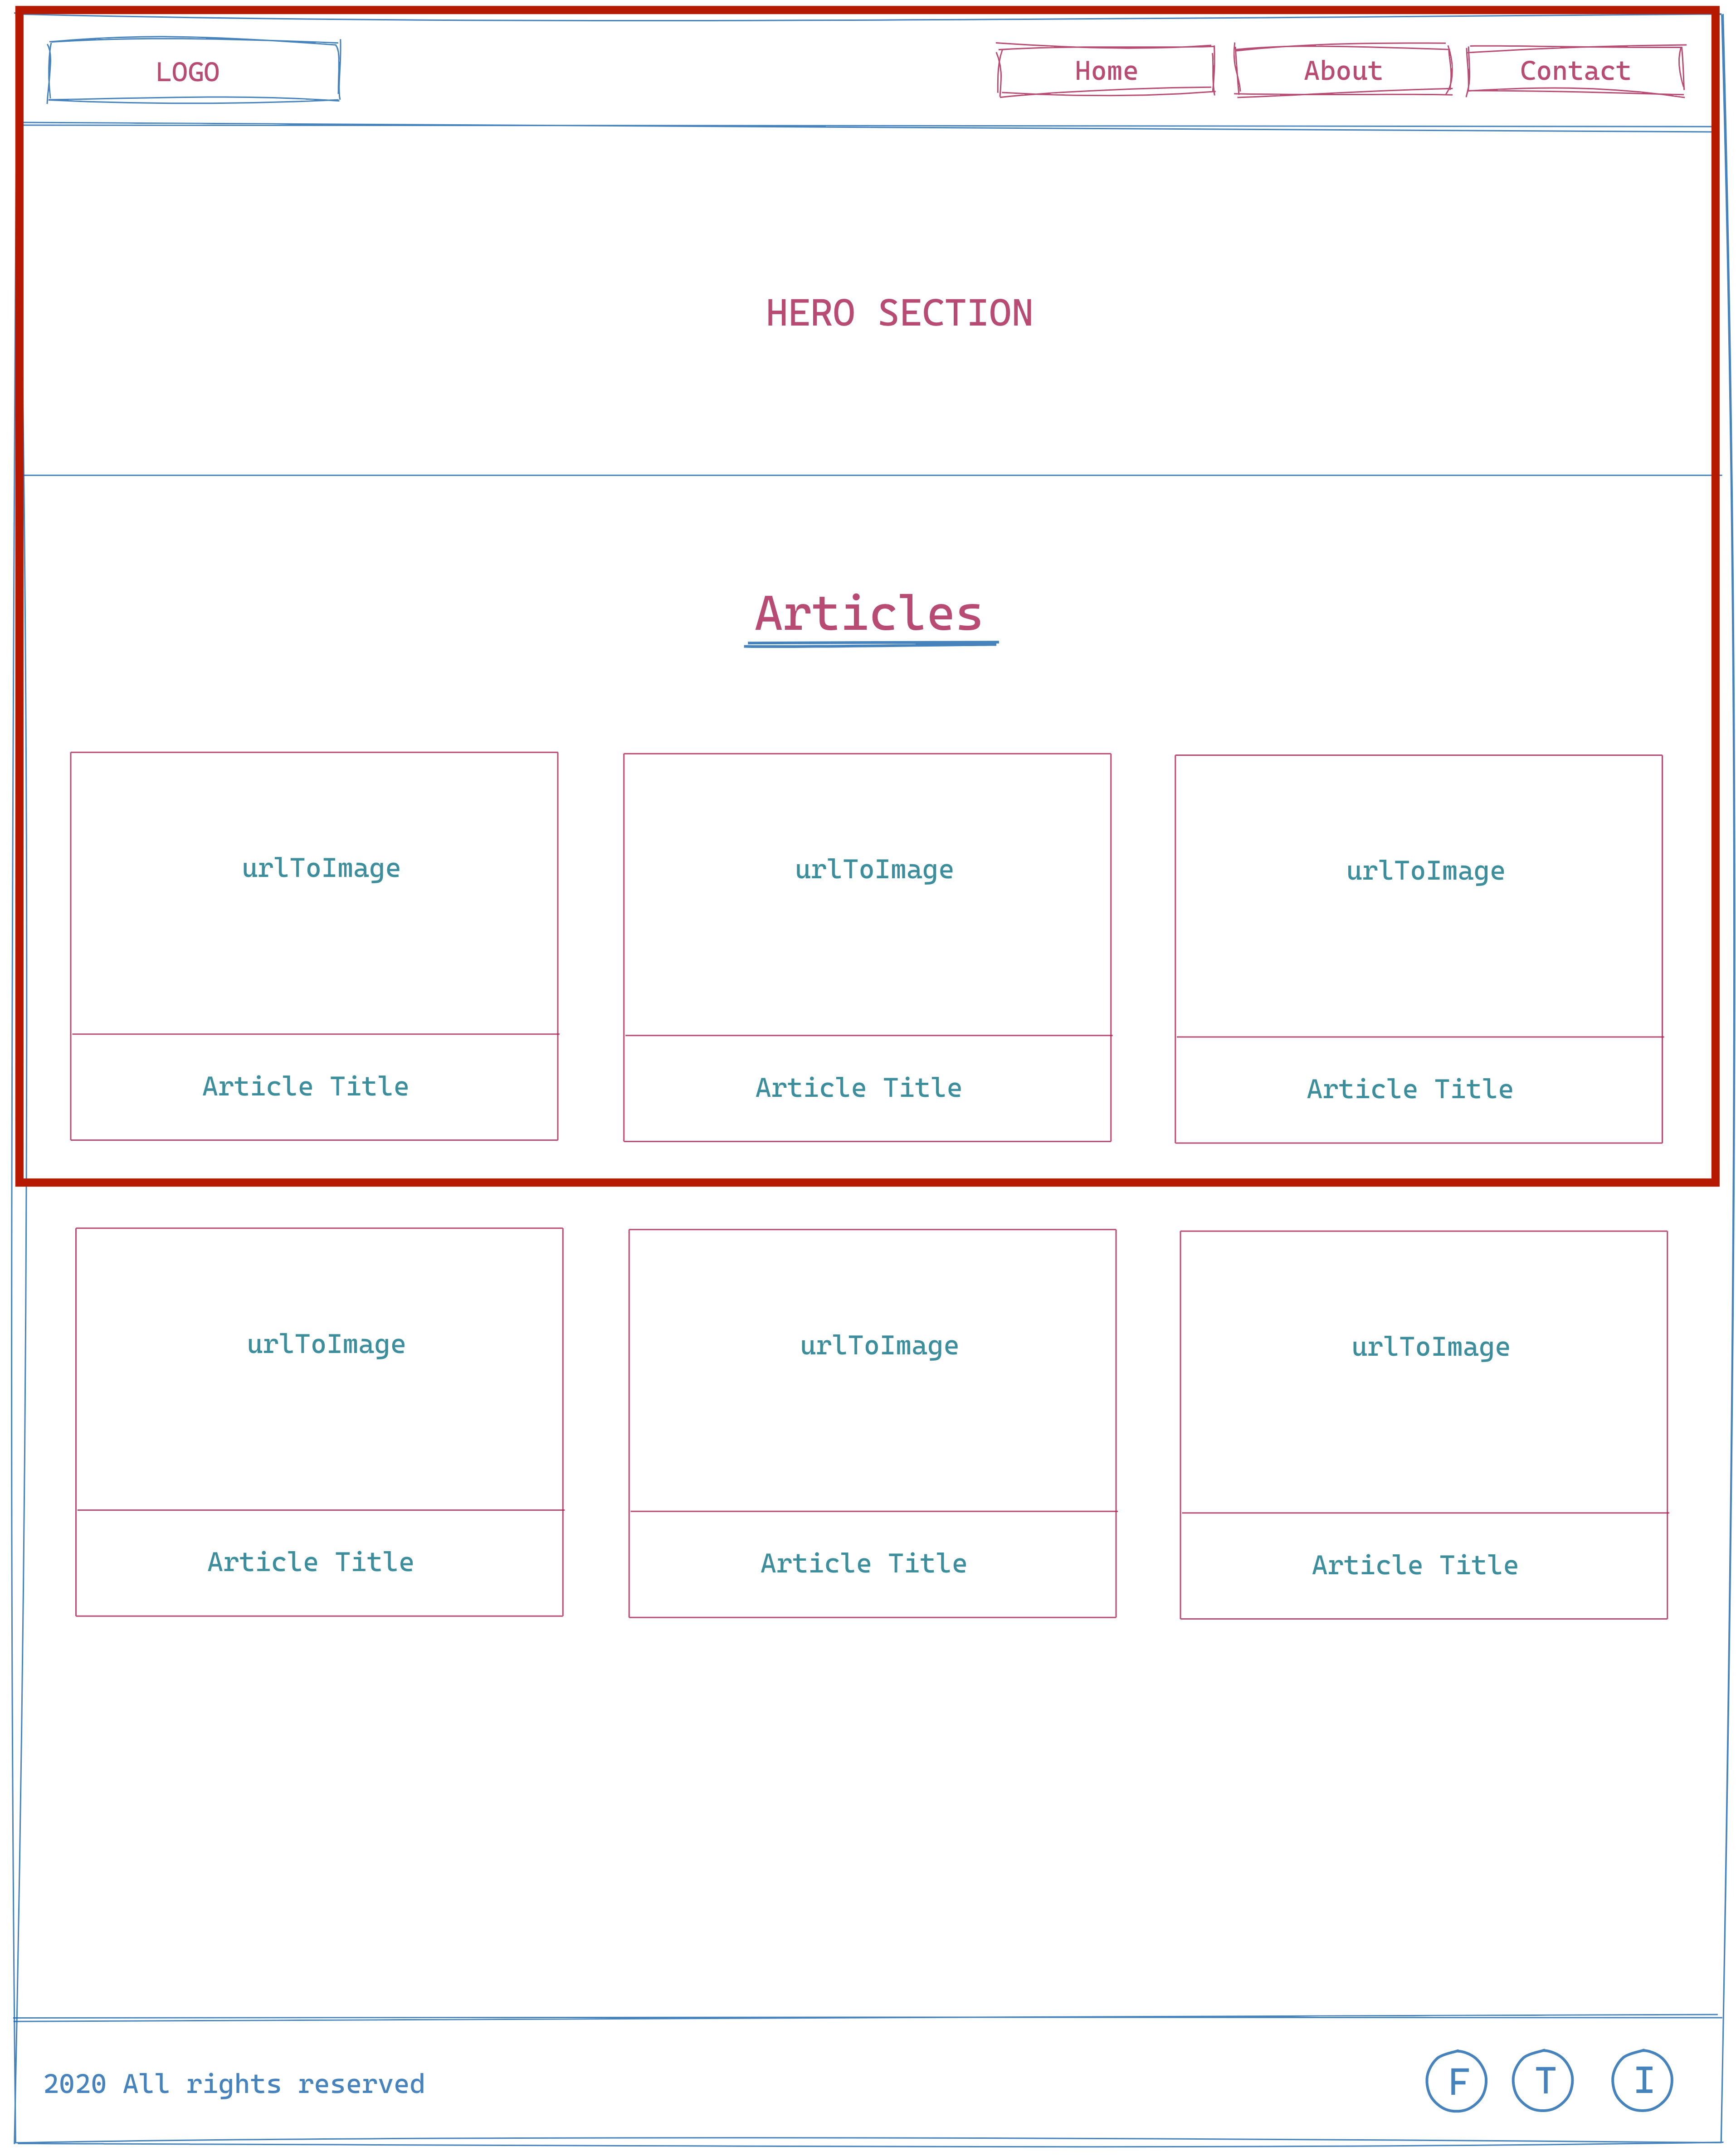 LOGO Home About Contact
HERO SECTION
Articles
urlToImage urlToImage urlToImage
Article Title Article Title Article Title
urlToImage urlToImage urlToImage
Article Title Article Title Article Title
2020 All rights reserved F T I